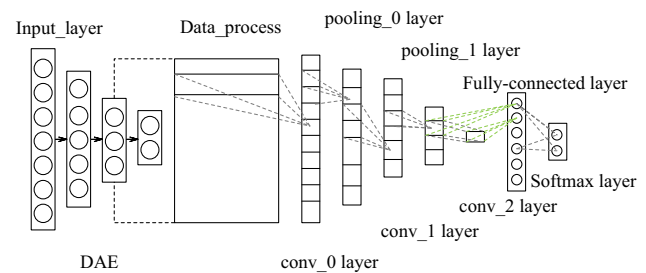 pooling_0 layer
Input_layer
Data_process
pooling_1 layer
Fully-connected layer
Softmax layer
conv_2 layer
conv_1 layer
DAE
conv_0 layer